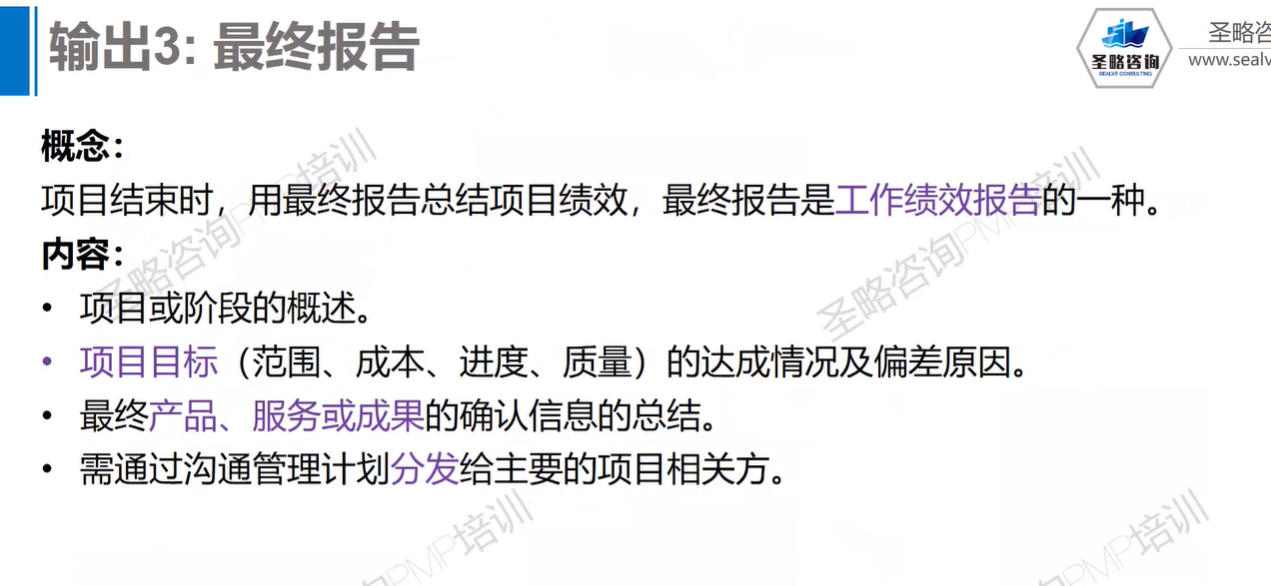 输出3: 最终报告
圣略咨询
SEALVE CONSULTING
圣略咨
www.sealv
概念：
项目结束时，用最终报告总结项目绩效，最终报告是工作绩效报告的一种。
内容：
• 项目或阶段的概述。
• 项目目标（范围、成本、进度、质量）的达成情况及偏差原因。
• 最终产品、服务或成果的确认信息的总结。
• 需通过沟通管理计划分发给主要的项目相关方。
圣略咨询PMP培训
圣略咨询PMP培训
询PMP培训
询PMP培训